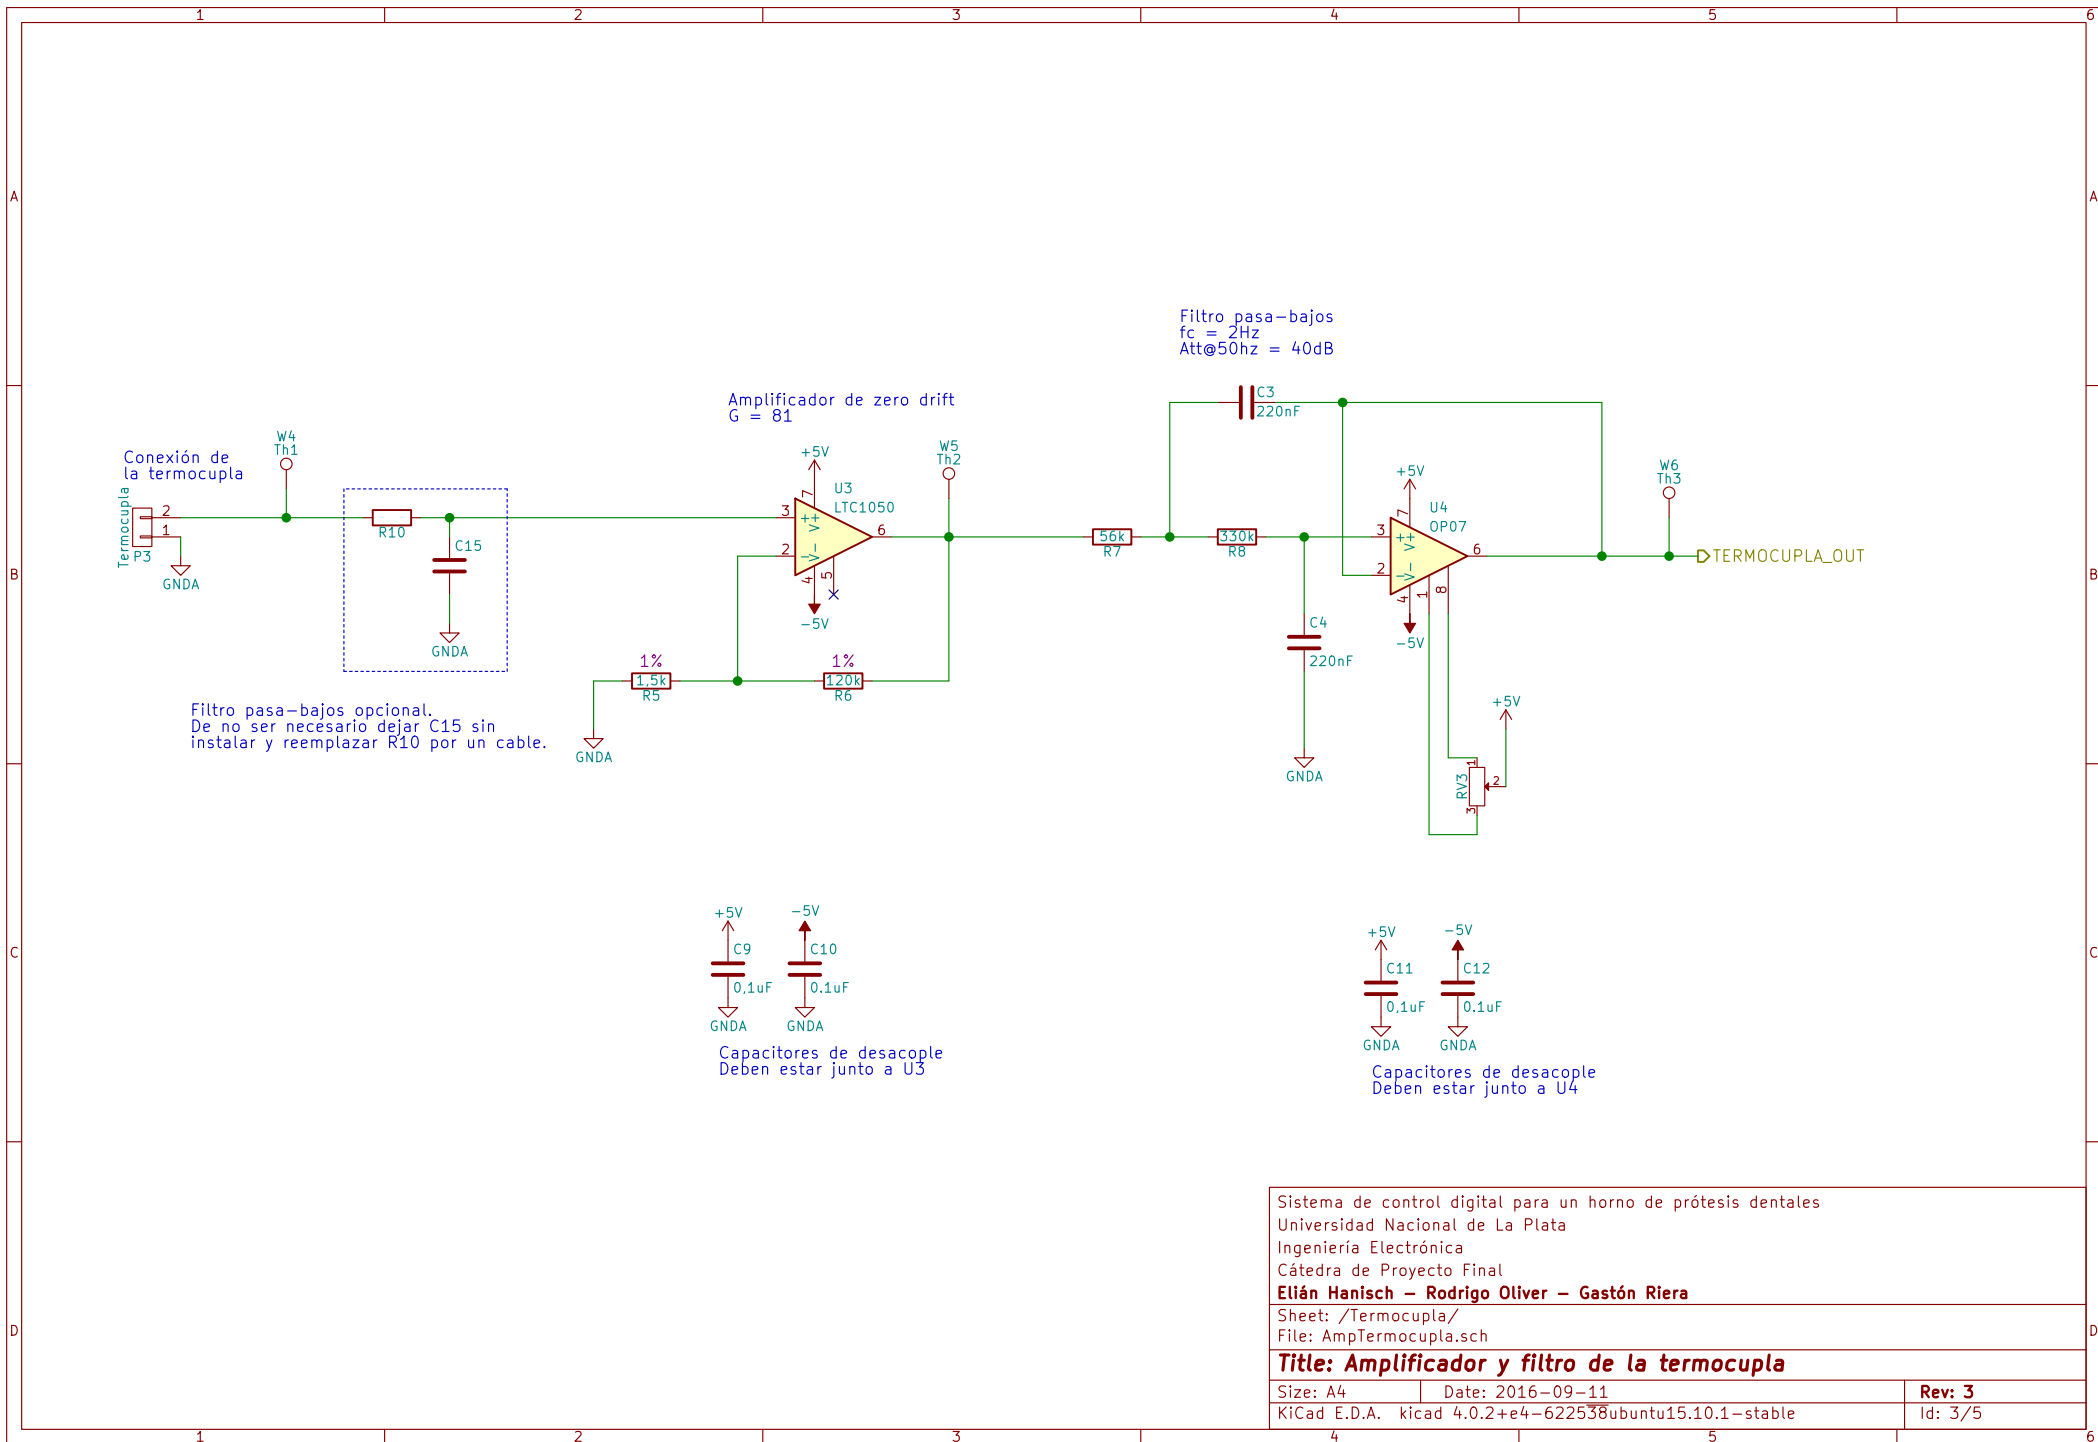 1 2 3 4 5 6
A A
B B
C C
D D
Filtro pasa-bajos
fc = 2Hz
Att@50hz = 40dB
C3
220nF
Amplificador de zero drift
G = 81
Conexión de
la termocupla
W4
Th1
Termocupla
2
1
P3
GNDA
R10
C15
GNDA
Filtro pasa-bajos opcional.
De no ser necesario dejar C15 sin
instalar y reemplazar R10 por un cable.
+5V
7
U3
LTC1050
3
+
V+
2
-
V-
6
4
5
-5V
W5
Th2
1%
1,5k
R5
1%
120k
R6
GNDA
56k
R7
330k
R8
C4
220nF
GNDA
+5V
7
U4
OP07
3
+
V+
2
-
V-
6
4
1
8
-5V
W6
Th3
TERMOCUPLA_OUT
+5V
RV3
1
2
3
+5V
C9
0,1uF
GNDA
-5V
C10
0.1uF
GNDA
Capacitores de desacople
Deben estar junto a U3
+5V
C11
0,1uF
GNDA
-5V
C12
0.1uF
GNDA
Capacitores de desacople
Deben estar junto a U4
Sistema de control digital para un horno de prótesis dentales
Universidad Nacional de La Plata
Ingeniería Electrónica
Cátedra de Proyecto Final
Elián Hanisch - Rodrigo Oliver - Gastón Riera
Sheet: /Termocupla/
File: AmpTermocupla.sch
Title: Amplificador y filtro de la termocupla
Size: A4 Date: 2016-09-11 Rev: 3
KiCad E.D.A. kicad 4.0.2+e4-622538ubuntu15.10.1-stable Id: 3/5
1 2 3 4 5 6